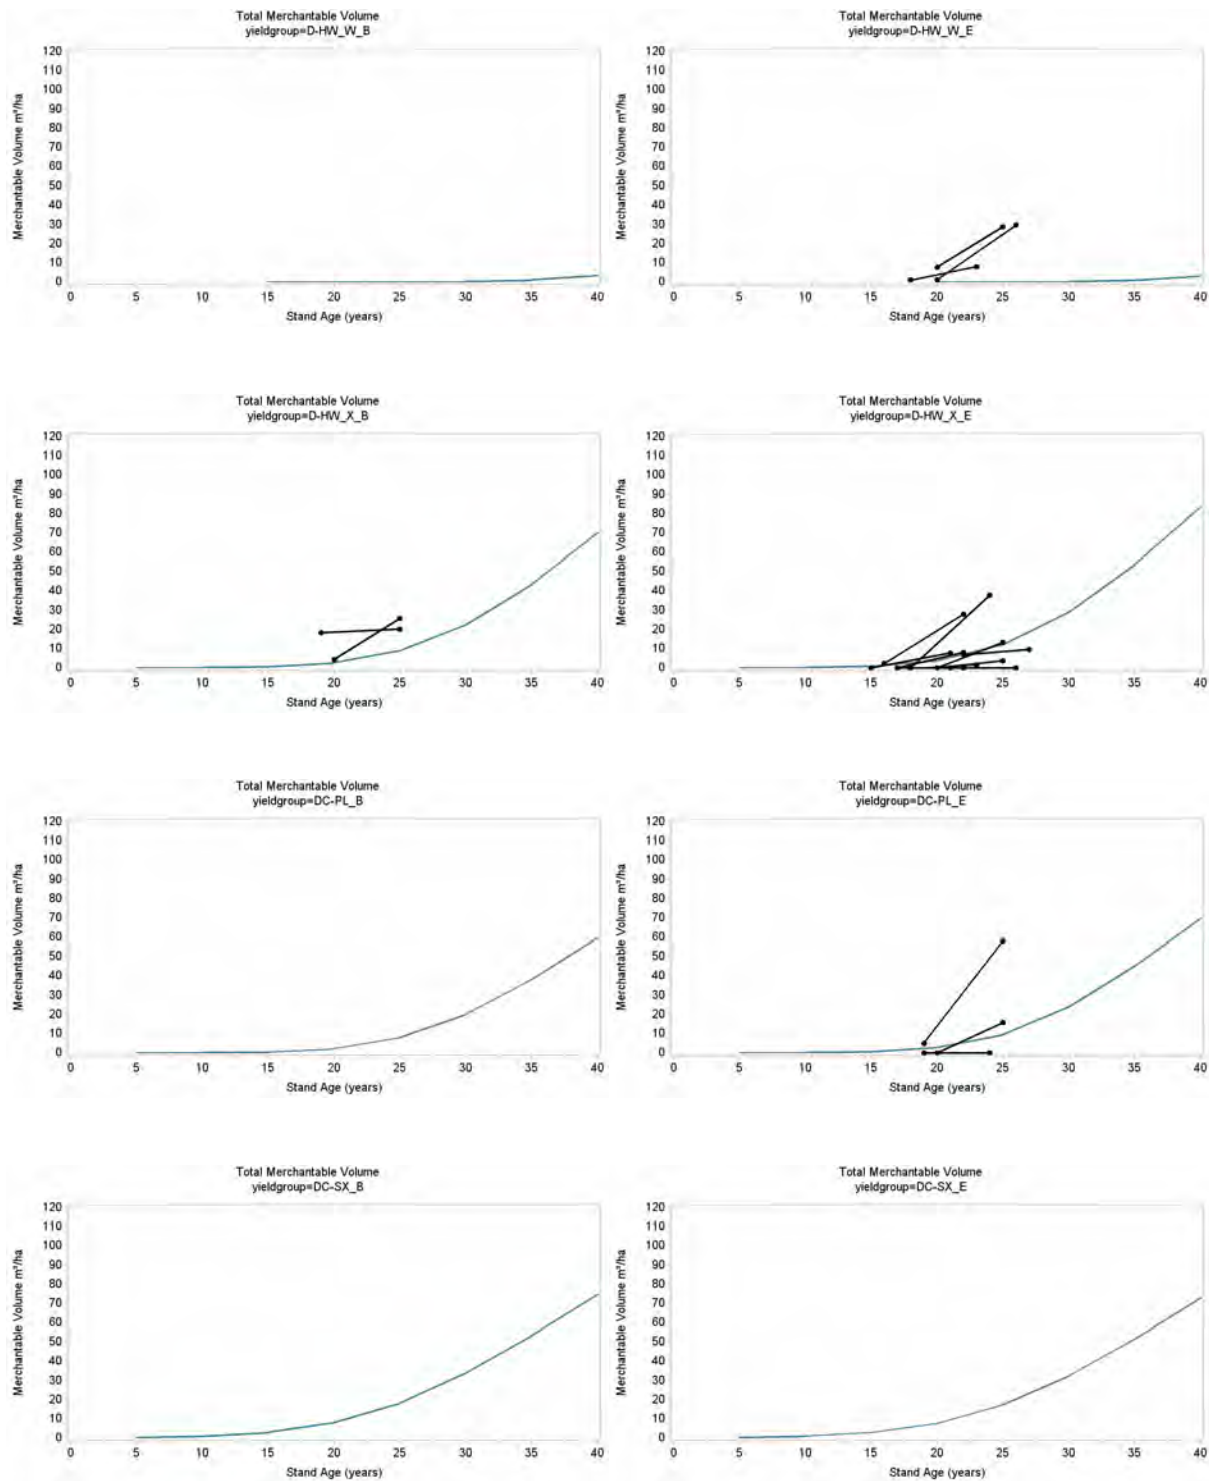 Total Merchantable Volume
yieldgroup=D-HW_W_B
Merchantable Volume m³/ha
120
110
100
90
80
70
60
50
40
30
20
10
0
0 5 10 15 20 25 30 35 40
Stand Age (years)
Total Merchantable Volume
yieldgroup=D-HW_W_E
Merchantable Volume m³/ha
120
110
100
90
80
70
60
50
40
30
20
10
0
0 5 10 15 20 25 30 35 40
Stand Age (years)
Total Merchantable Volume
yieldgroup=D-HW_X_B
Merchantable Volume m³/ha
120
110
100
90
80
70
60
50
40
30
20
10
0
0 5 10 15 20 25 30 35 40
Stand Age (years)
Total Merchantable Volume
yieldgroup=D-HW_X_E
Merchantable Volume m³/ha
120
110
100
90
80
70
60
50
40
30
20
10
0
0 5 10 15 20 25 30 35 40
Stand Age (years)
Total Merchantable Volume
yieldgroup=DC-PL_B
Merchantable Volume m³/ha
120
110
100
90
80
70
60
50
40
30
20
10
0
0 5 10 15 20 25 30 35 40
Stand Age (years)
Total Merchantable Volume
yieldgroup=DC-PL_E
Merchantable Volume m³/ha
120
110
100
90
80
70
60
50
40
30
20
10
0
0 5 10 15 20 25 30 35 40
Stand Age (years)
Total Merchantable Volume
yieldgroup=DC-SX_B
Merchantable Volume m³/ha
120
110
100
90
80
70
60
50
40
30
20
10
0
0 5 10 15 20 25 30 35 40
Stand Age (years)
Total Merchantable Volume
yieldgroup=DC-SX_E
Merchantable Volume m³/ha
120
110
100
90
80
70
60
50
40
30
20
10
0
0 5 10 15 20 25 30 35 40
Stand Age (years)